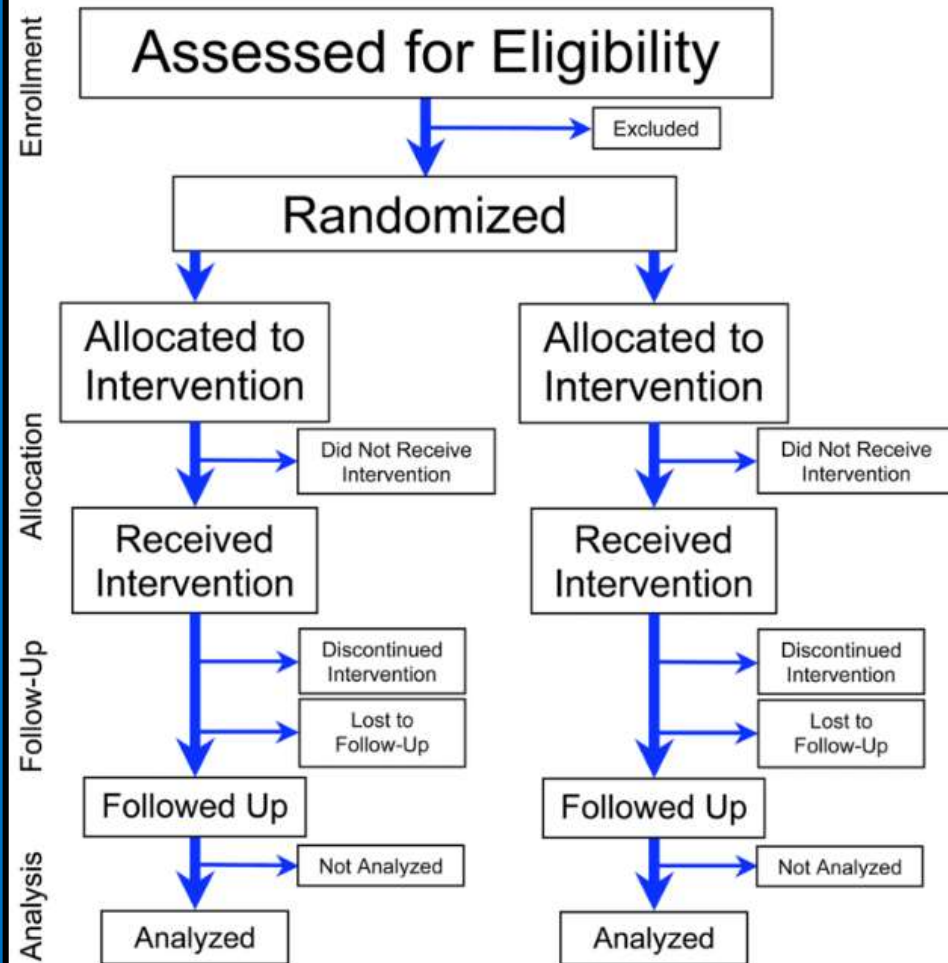 Enrollment
Assessed for Eligibility
Excluded
Randomized
Allocation
Allocated to
Intervention
Allocated to
Intervention
Did Not Receive
Intervention
Did Not Receive
Intervention
Received
Intervention
Received
Intervention
Follow-Up
Discontinued
Intervention
Discontinued
Intervention
Lost to
Follow-Up
Lost to
Follow-Up
Followed Up
Followed Up
Analysis
Not Analyzed
Not Analyzed
Analyzed
Analyzed